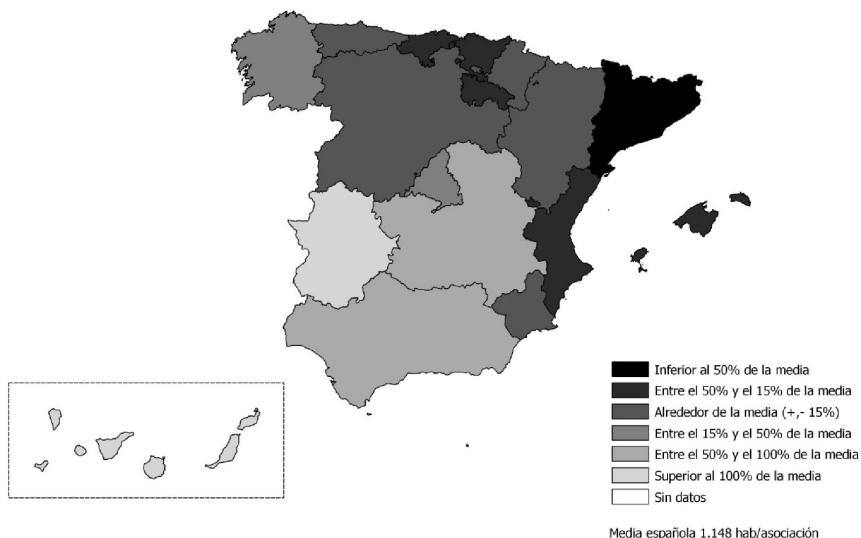 Inferior al 50% de la media
Entre el 50% y el 15% de la media
Alrededor de la media (+,- 15%)
Entre el 15% y el 50% de la media
Entre el 50% y el 100% de la media
Superior al 100% de la media
Sin datos
Media española 1.148 hab/asociación